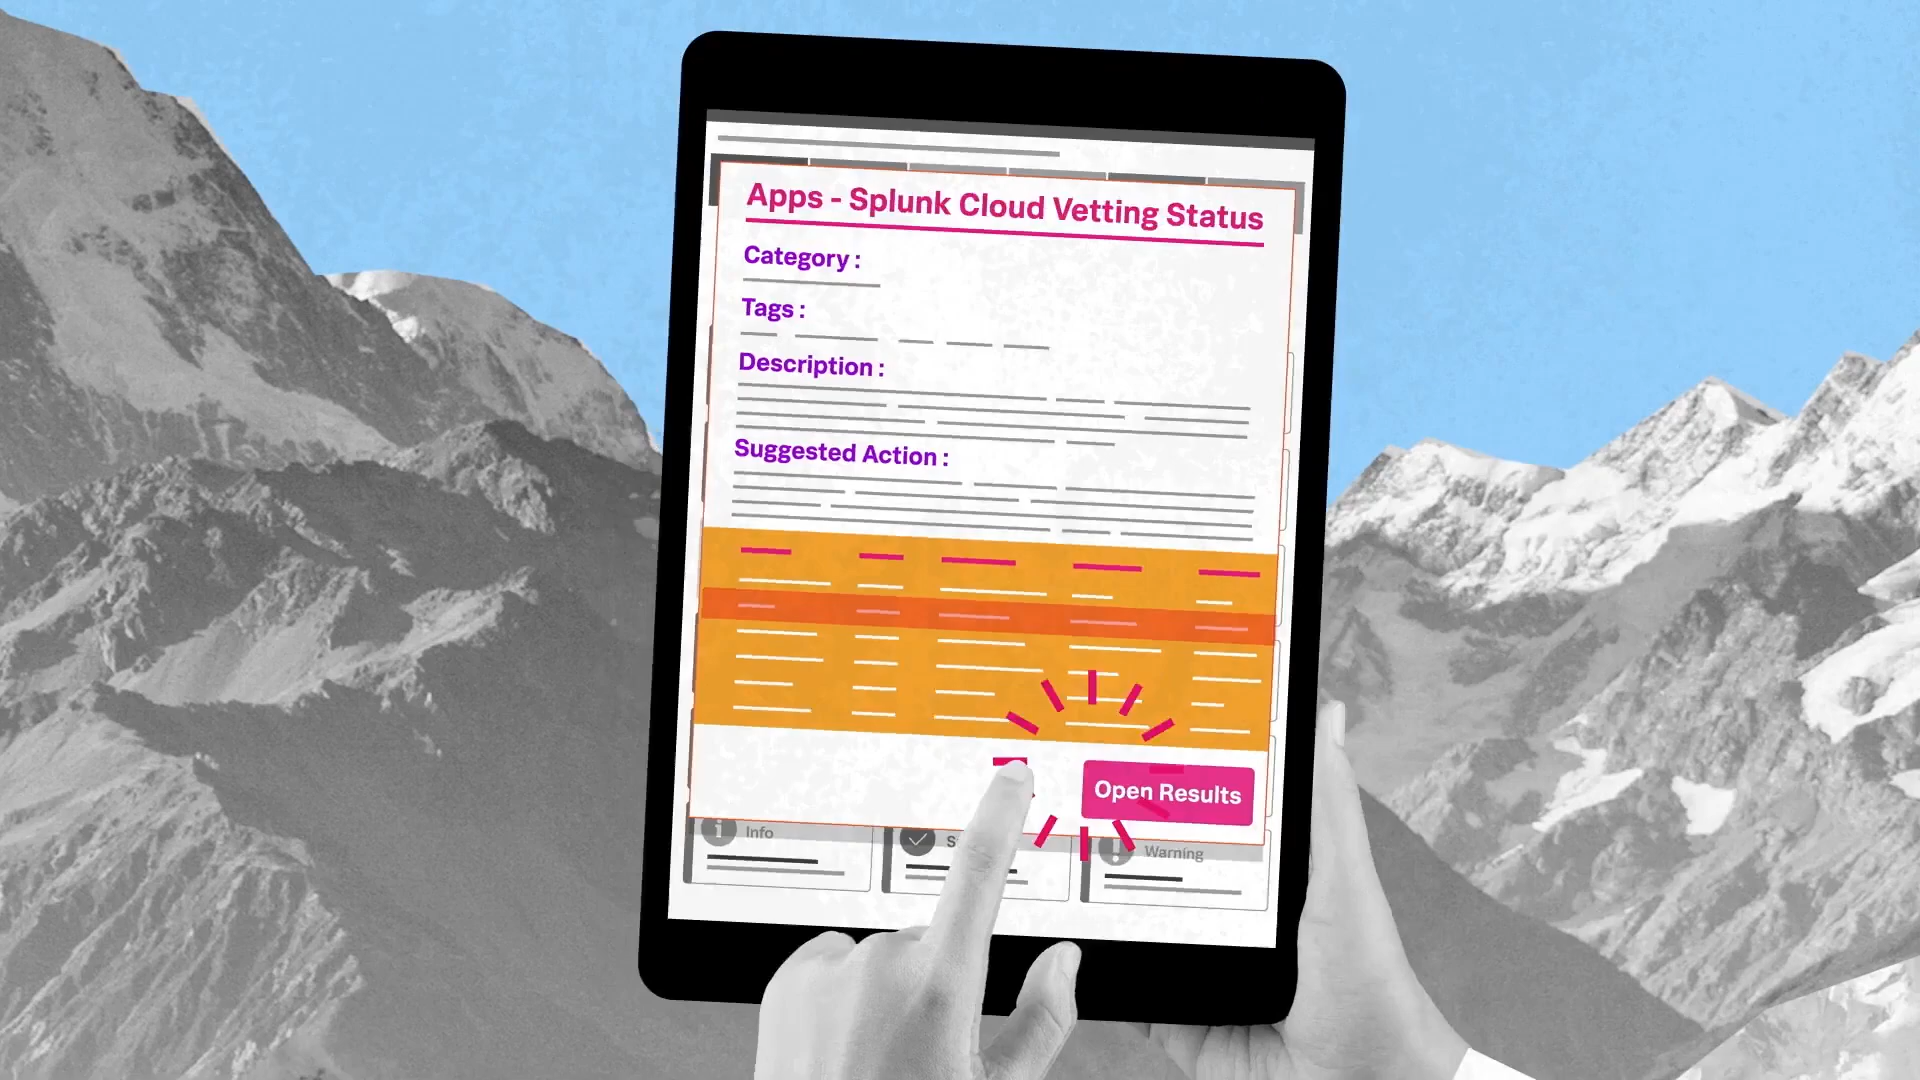 Apps - Splunk Cloud Vetting Status
Category :
Tags :
Description :
Suggested Action :
Open Results
Info
Warning